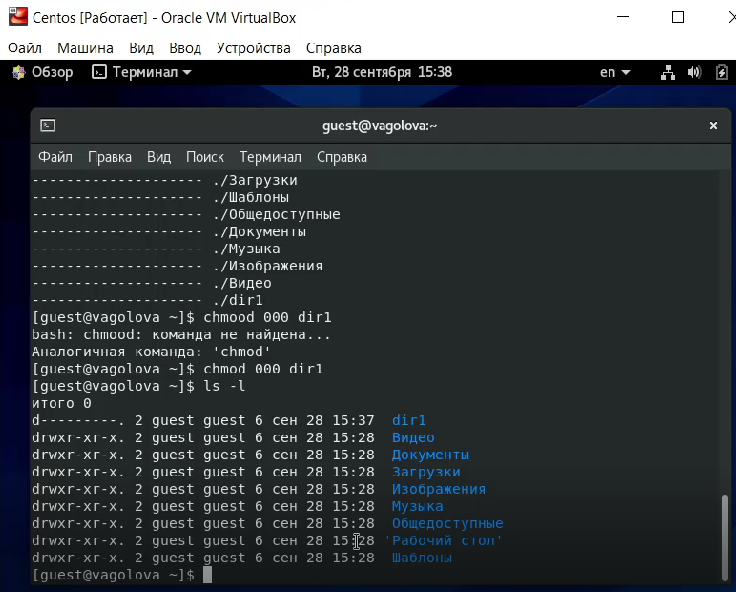 Centos [Работает] - Oracle VM VirtualBox
Файл Машина Вид Ввод Устройства Справка
Обзор Терминал Вт, 28 сентября 15:38 en
guest@vagolova:~
Файл Правка Вид Поиск Терминал Справка
-------------------- ./Загрузки
-------------------- ./Шаблоны
-------------------- ./Общедоступные
-------------------- ./Документы
-------------------- ./Музыка
-------------------- ./Изображения
-------------------- ./Видео
-------------------- ./dir1
[guest@vagolova ~]$ chmood 000 dir1
bash: chmood: команда не найдена...
Аналогичная команда: 'chmod'
[guest@vagolova ~]$ chmod 000 dir1
[guest@vagolova ~]$ ls -l
итого 0
d---------. 2 guest guest 6 сен 28 15:37 dir1
drwxr-xr-x. 2 guest guest 6 сен 28 15:28 Видео
drwxr-xr-x. 2 guest guest 6 сен 28 15:28 Документы
drwxr-xr-x. 2 guest guest 6 сен 28 15:28 Загрузки
drwxr-xr-x. 2 guest guest 6 сен 28 15:28 Изображения
drwxr-xr-x. 2 guest guest 6 сен 28 15:28 Музыка
drwxr-xr-x. 2 guest guest 6 сен 28 15:28 Общедоступные
drwxr-xr-x. 2 guest guest 6 сен 28 15:28 'Рабочий стол'
drwxr-xr-x. 2 guest guest 6 сен 28 15:28 Шаблоны
[guest@vagolova ~]$